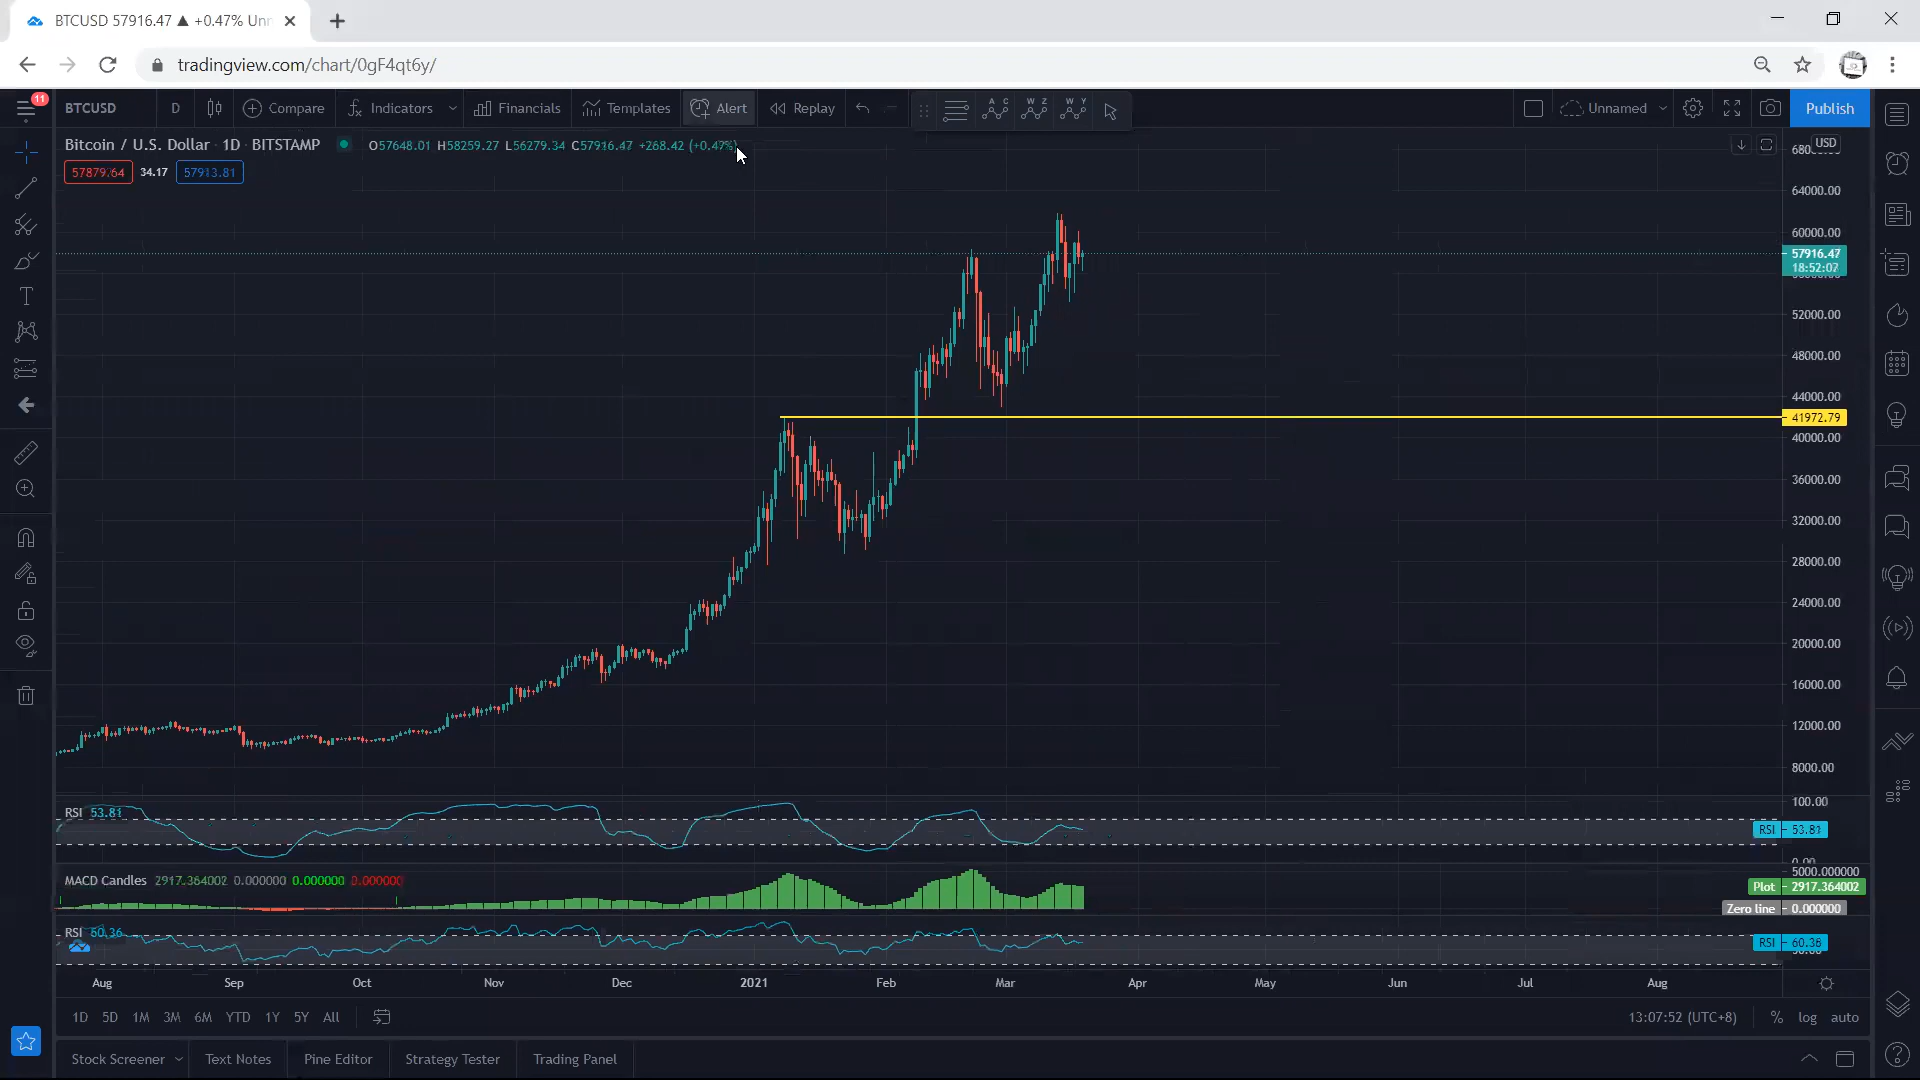 BTCUSD 57916.47 ▲ +0.47% Unn
tradingview.com/chart/0gF4qt6y/
11
BTCUSD D Compare Indicators Financials Templates Alert Replay A C W Z W Y Unnamed Publish
Bitcoin / U.S. Dollar · 1D · BITSTAMP O57648.01 H58259.27 L56279.34 C57916.47 +268.42 (+0.47%)
57879.64 34.17 57913.81
USD
64000.00
60000.00
57916.47
18:52:07
52000.00
48000.00
44000.00
41972.79
40000.00
36000.00
32000.00
28000.00
24000.00
20000.00
16000.00
12000.00
8000.00
RSI 53.81
100.00
RSI 53.81
0.00
MACD Candles 2917.364002 0.000000 0.000000 0.000000
5000.000000
Plot 2917.364002
Zero line 0.000000
RSI 60.36
RSI 60.36
Aug Sep Oct Nov Dec 2021 Feb Mar Apr May Jun Jul Aug
1D 5D 1M 3M 6M YTD 1Y 5Y All 13:07:52 (UTC+8) % log auto
Stock Screener Text Notes Pine Editor Strategy Tester Trading Panel